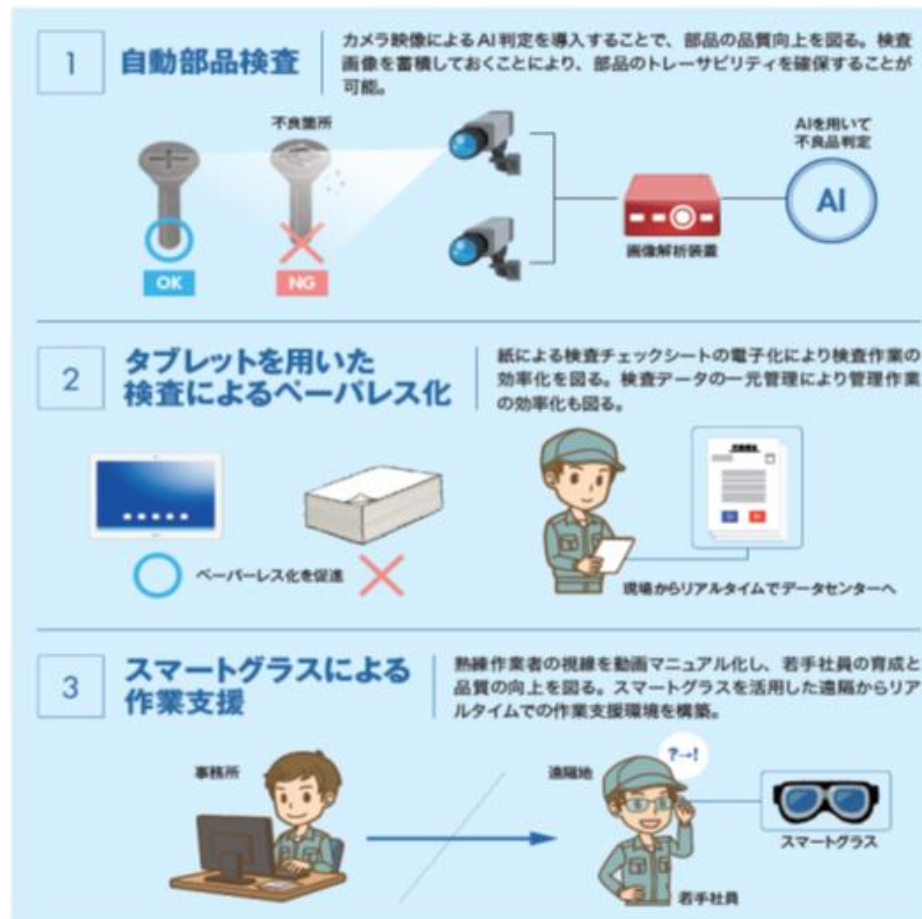 1
自動部品検査
カメラ映像によるAI判定を導入することで、部品の品質向上を図る。検査
画像を蓄積しておくことにより、部品のトレーサビリティを確保することが
可能。
不良箇所
OK
NG
画像解析装置
AIを用いて
不良品判定
AI
2
タブレットを用いた
検査によるペーパレス化
紙による検査チェックシートの電子化により検査作業の
効率化を図る。検査データの一元管理により管理作業
の効率化も図る。
ペーパーレス化を促進
現場からリアルタイムでデータセンターへ
3
スマートグラスによる
作業支援
熟練作業者の視線を動画マニュアル化し、若手社員の育成と
品質の向上を図る。スマートグラスを活用した遠隔からリア
ルタイムでの作業支援環境を構築。
事務所
遠隔地
?→!
スマートグラス
若手社員